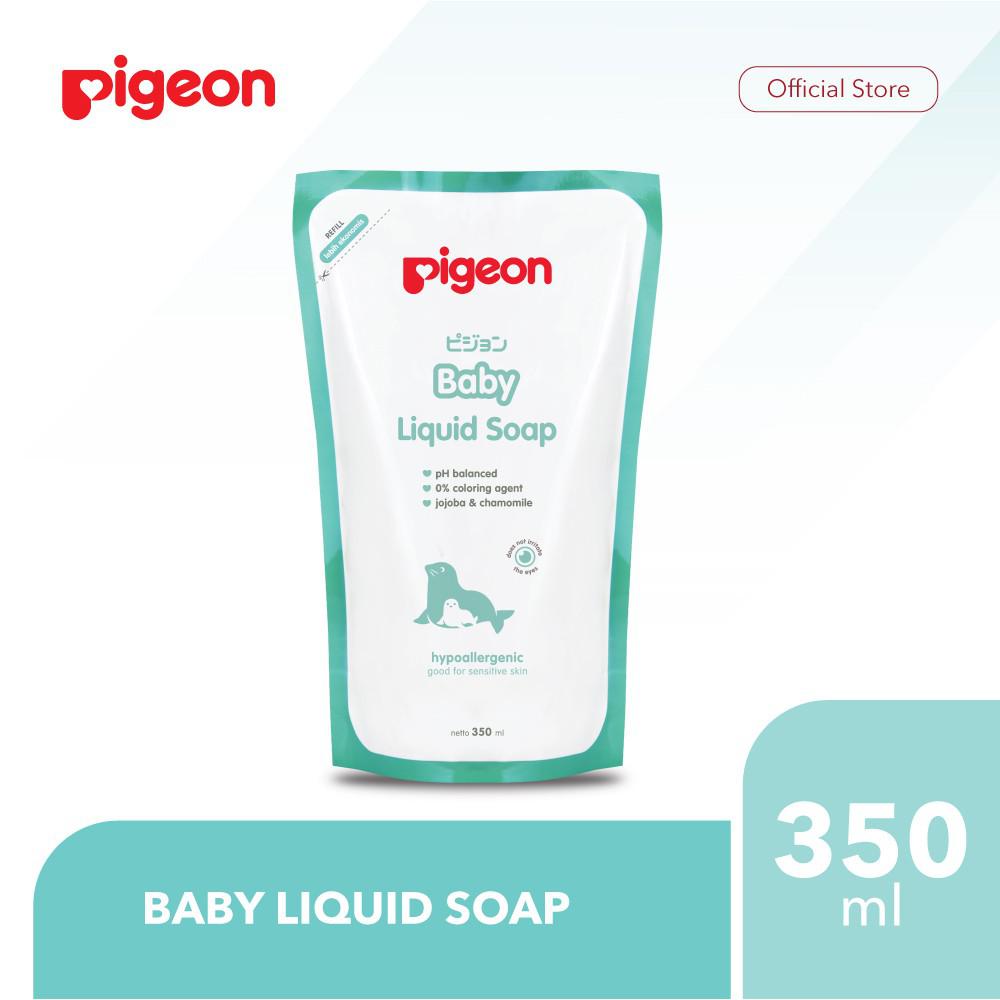 pigeon
Official Store
REFILL
lebih ekonomis
pigeon
ピジョン
Baby
Liquid Soap
pH balanced
0% coloring agent
jojoba & chamomile
does not irritate
the eyes
hypoallergenic
good for sensitive skin
netto 350 ml
BABY LIQUID SOAP
350
ml